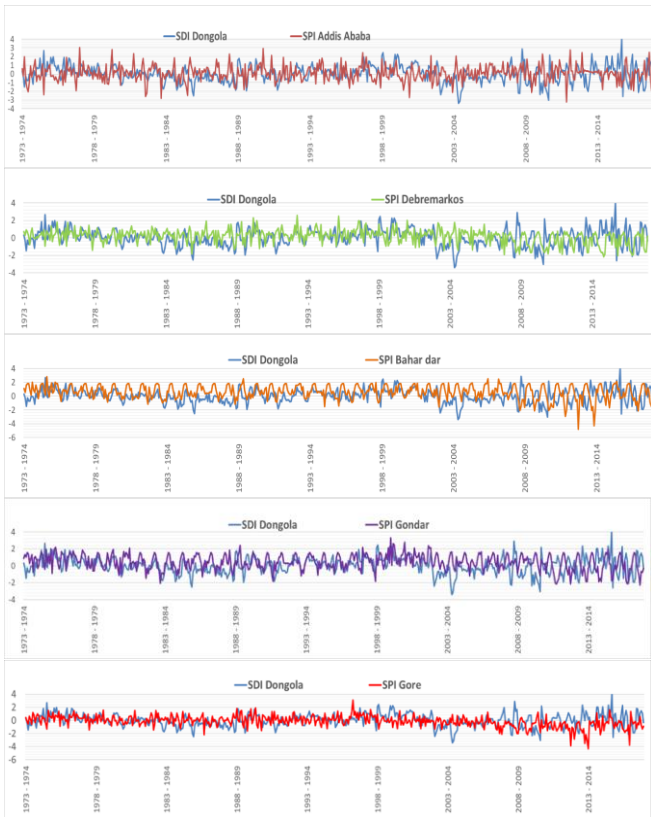 SDI Dongola SPI Addis Ababa
4
3
2
1
0
-1
-2
-3
-4
1973 - 1974
1978 - 1979
1983 - 1984
1988 - 1989
1993 - 1994
1998 - 1999
2003 - 2004
2008 - 2009
2013 - 2014
SDI Dongola SPI Debremarkos
4
2
0
-2
-4
1973 - 1974
1978 - 1979
1983 - 1984
1988 - 1989
1993 - 1994
1998 - 1999
2003 - 2004
2008 - 2009
2013 - 2014
SDI Dongola SPI Bahar dar
4
2
0
-2
-4
-6
1973 - 1974
1978 - 1979
1983 - 1984
1988 - 1989
1993 - 1994
1998 - 1999
2003 - 2004
2008 - 2009
2013 - 2014
SDI Dongola SPI Gondar
4
2
0
-2
-4
1973 - 1974
1978 - 1979
1983 - 1984
1988 - 1989
1993 - 1994
1998 - 1999
2003 - 2004
2008 - 2009
2013 - 2014
SDI Dongola SPI Gore
4
2
0
-2
-4
-6
1973 - 1974
1978 - 1979
1983 - 1984
1988 - 1989
1993 - 1994
1998 - 1999
2003 - 2004
2008 - 2009
2013 - 2014